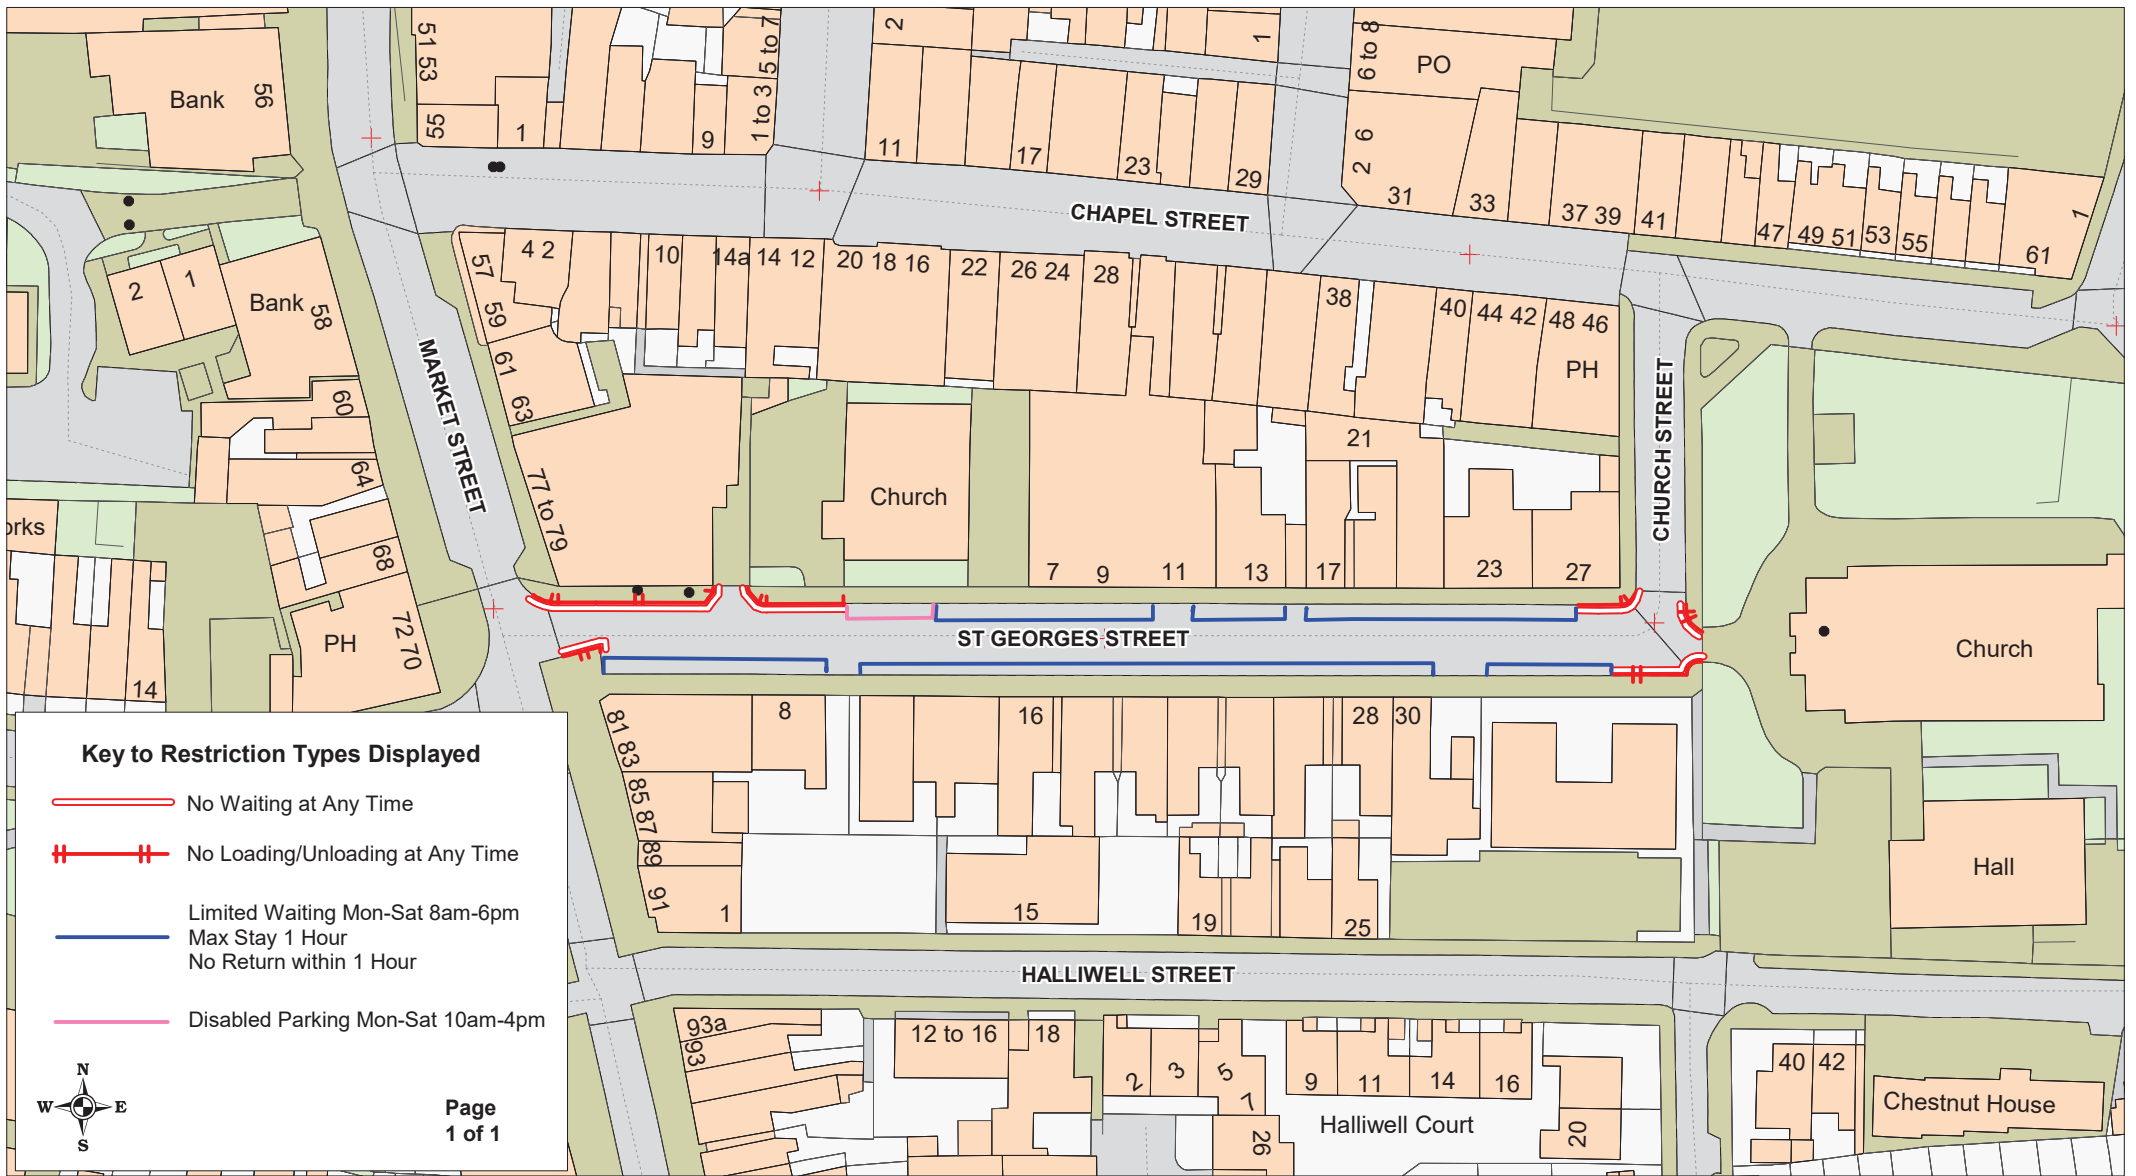 51 53
55
1
9
1 to 3
5 to 7
2
11
17
23
29
1
6 to 8
PO
2
6
31
33
37 39
41
47
49 51
53
55
61
1
Bank
56
CHAPEL STREET
2
1
Bank
58
57
59
4 2
10
14a
14 12
20 18 16
22
26 24
28
38
40
44 42
48 46
PH
61
63
60
64
68
72 70
PH
14
MARKET STREET
77 to 79
Church
7
9
11
13
17
21
23
27
CHURCH STREET
ST GEORGES STREET
Church
81 83
85 87
89
91
1
8
16
28
30
15
19
25
Hall
HALLIWELL STREET
93a
93
12 to 16
18
2
3
5
7
26
9
11
14
16
20
Halliwell Court
40
42
Chestnut House
Key to Restriction Types Displayed
No Waiting at Any Time
No Loading/Unloading at Any Time
Limited Waiting Mon-Sat 8am-6pm
Max Stay 1 Hour
No Return within 1 Hour
Disabled Parking Mon-Sat 10am-4pm
N
W E
S
Page
1 of 1